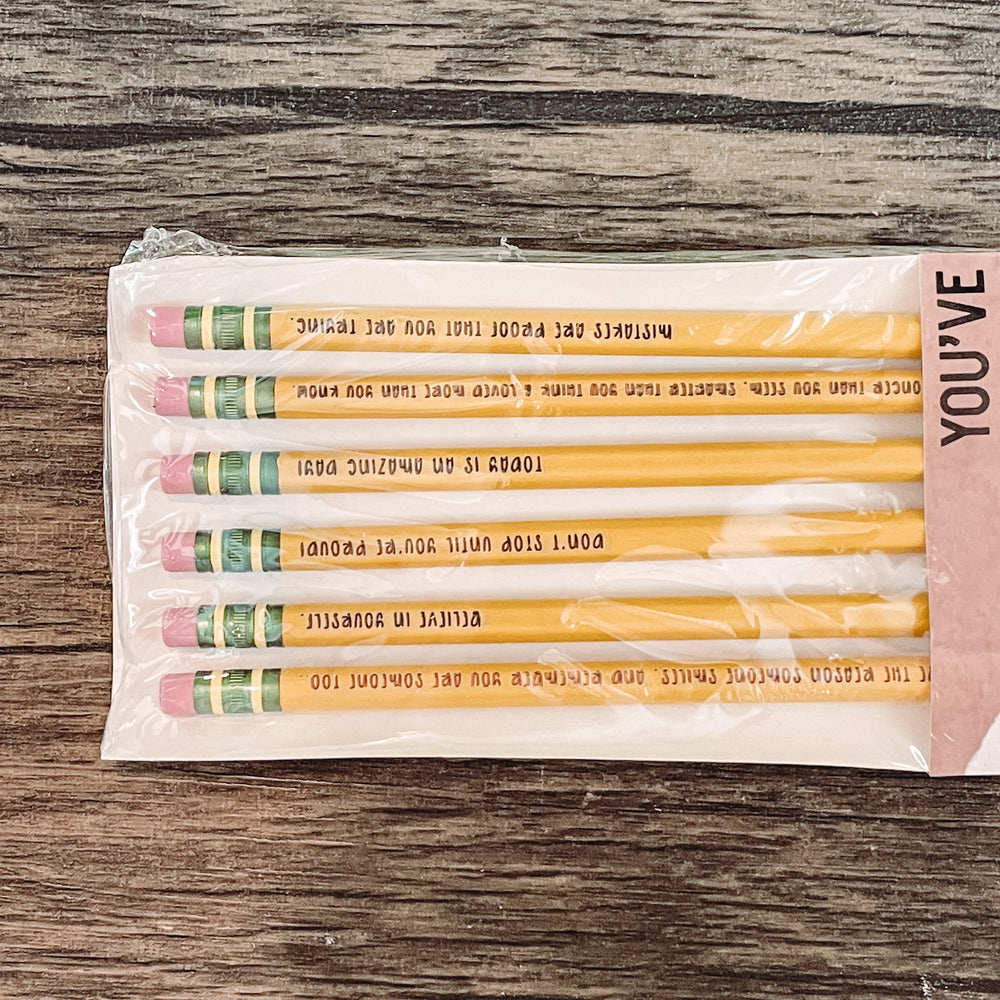 MISTAKES ARE PROOF THAT YOU ARE TRYING.
ONGER THAN YOU SEEM, SMARTER THAN YOU THINK & LOVED MORE THAN YOU KNOW.
TODAY IS AN AMAZING DAY!
DON'T STOP UNTIL YOU'RE PROUD!
BELIEVE IN YOURSELF.
BE THE REASON SOMEONE SMILES, AND REMEMBER YOU ARE SOMEONE TOO...
YOU'VE